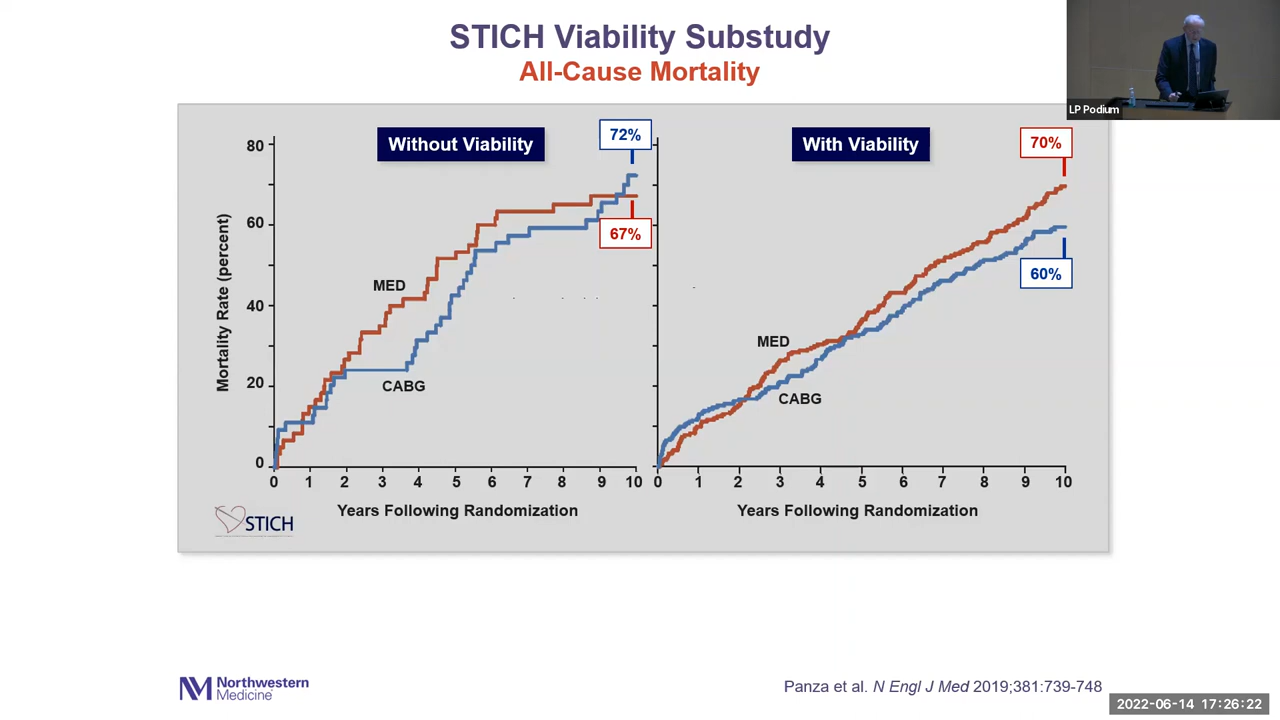 STICH Viability Substudy
All-Cause Mortality
LP Podium
Without Viability
With Viability
72%
67%
70%
60%
MED
CABG
MED
CABG
Mortality Rate (percent)
80
60
40
20
0
0 1 2 3 4 5 6 7 8 9 10
0 1 2 3 4 5 6 7 8 9 10
Years Following Randomization
Years Following Randomization
STICH
Northwestern
Medicine
Panza et al. N Engl J Med 2019;381:739-748
2022-06-14 17:26:22